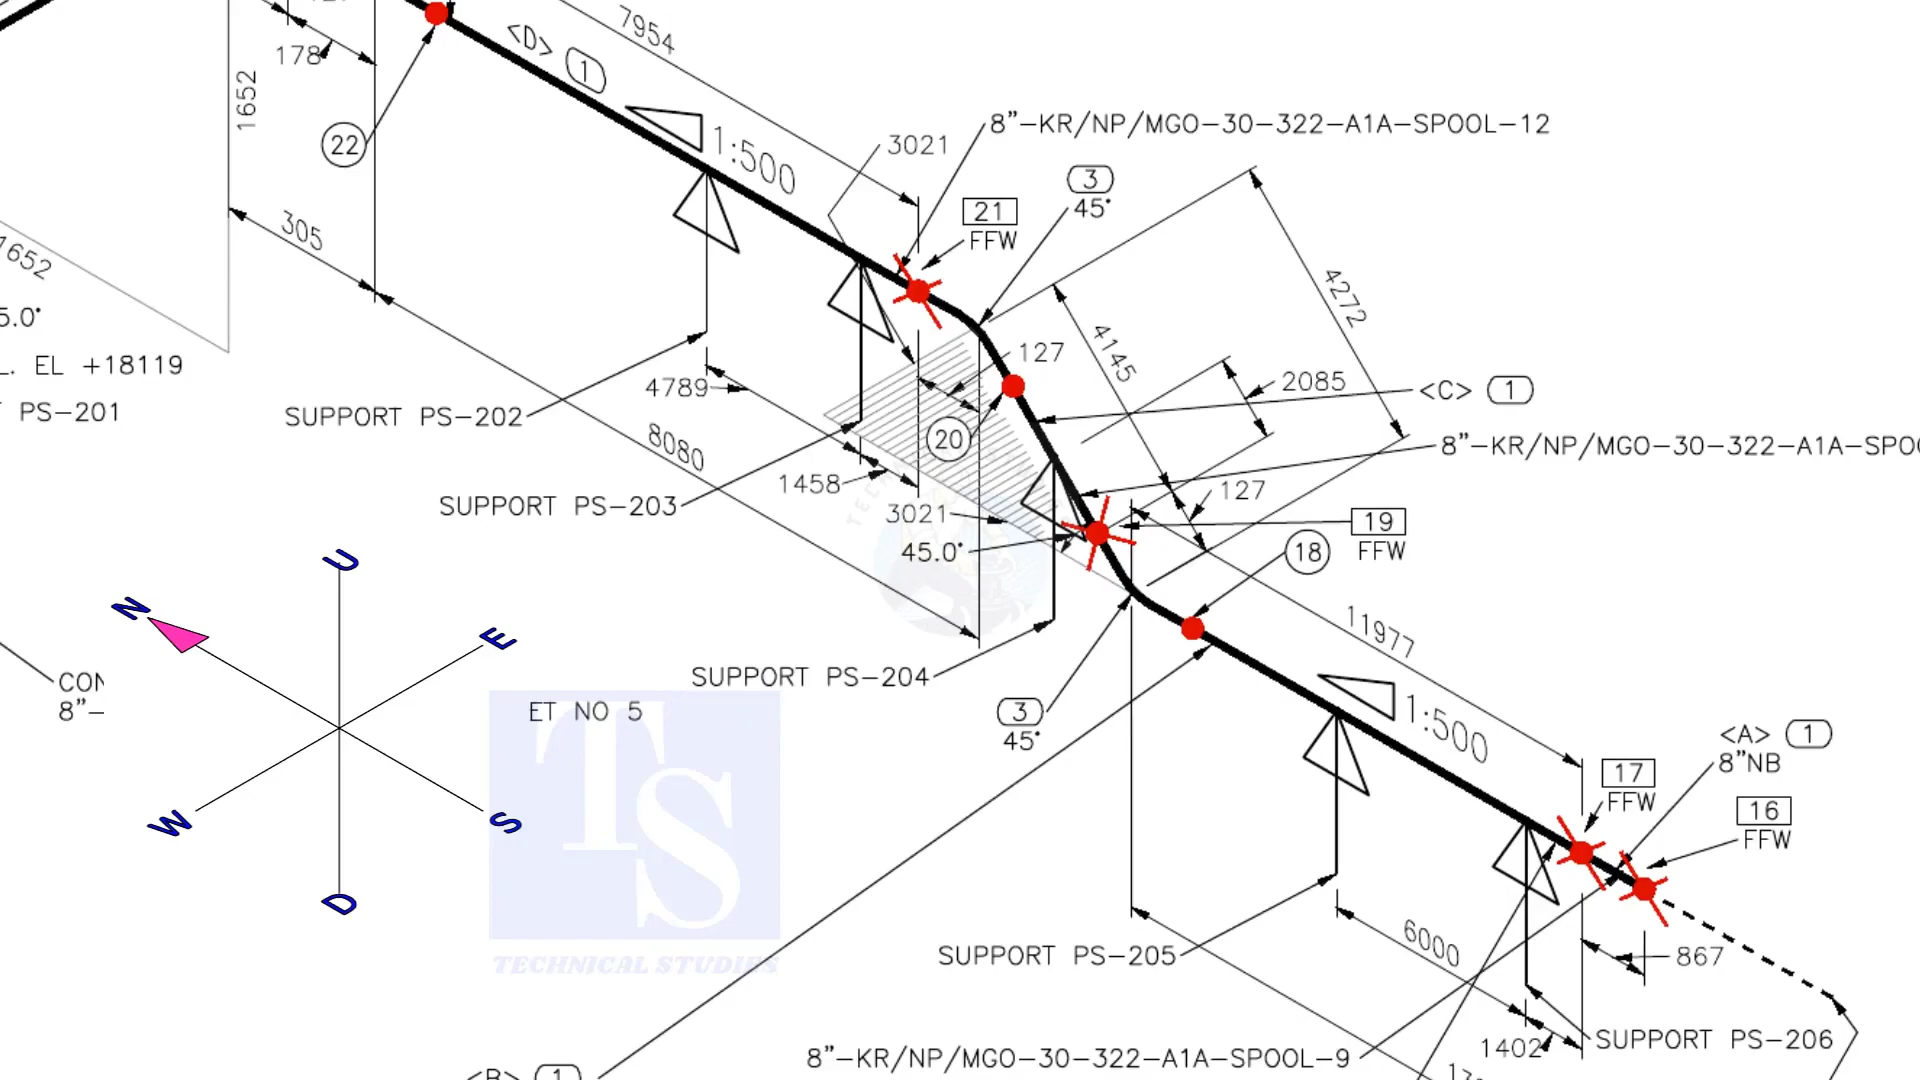 7954
<D> 1
178
1652
22
1:500
3021
8"-KR/NP/MGO-30-322-A1A-SPOOL-12
3
45°
21
FFW
305
1652
5.0°
L. EL +18119
PS-201
4272
4145
127
2085
<C> 1
SUPPORT PS-202
4789
20
8"-KR/NP/MGO-30-322-A1A-SPO
8080
1458
127
SUPPORT PS-203
3021
45.0°
19
FFW
18
U
N
E
W
S
D
11977
SUPPORT PS-204
8"-
ET NO 5
3
45°
1:500
<A> 1
8"NB
17
FFW
16
FFW
TS
TECHNICAL STUDIES
SUPPORT PS-205
6000
867
1402
SUPPORT PS-206
8"-KR/NP/MGO-30-322-A1A-SPOOL-9
<B> 1